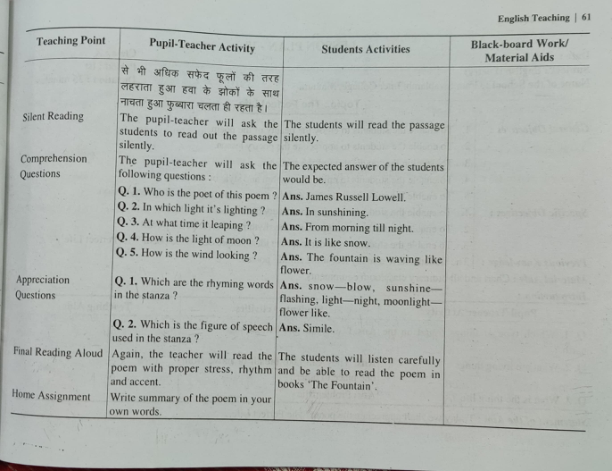 English Teaching | 61
Teaching Point
Pupil-Teacher Activity
Students Activities
Black-board Work/
Material Aids
से भी अधिक सफेद फूलों की तरह
लहराता हुआ हवा के झोकों के साथ
नाचता हुआ फुब्वारा चलता ही रहता है।
Silent Reading
The pupil-teacher will ask the
students to read out the passage
silently.
The students will read the passage
silently.
Comprehension
Questions
The pupil-teacher will ask the
following questions :
The expected answer of the students
would be.
Q. 1. Who is the poet of this poem ?
Ans. James Russell Lowell.
Q. 2. In which light it's lighting ?
Ans. In sunshining.
Q. 3. At what time it leaping ?
Ans. From morning till night.
Q. 4. How is the light of moon ?
Ans. It is like snow.
Q. 5. How is the wind looking ?
Ans. The fountain is waving like
flower.
Appreciation
Questions
Q. 1. Which are the rhyming words
in the stanza ?
Ans. snow—blow, sunshine—
flashing, light—night, moonlight—
flower like.
Q. 2. Which is the figure of speech
used in the stanza ?
Ans. Simile.
Final Reading Aloud
Again, the teacher will read the
poem with proper stress, rhythm
and accent.
The students will listen carefully
and be able to read the poem in
books 'The Fountain'.
Home Assignment
Write summary of the poem in your
own words.